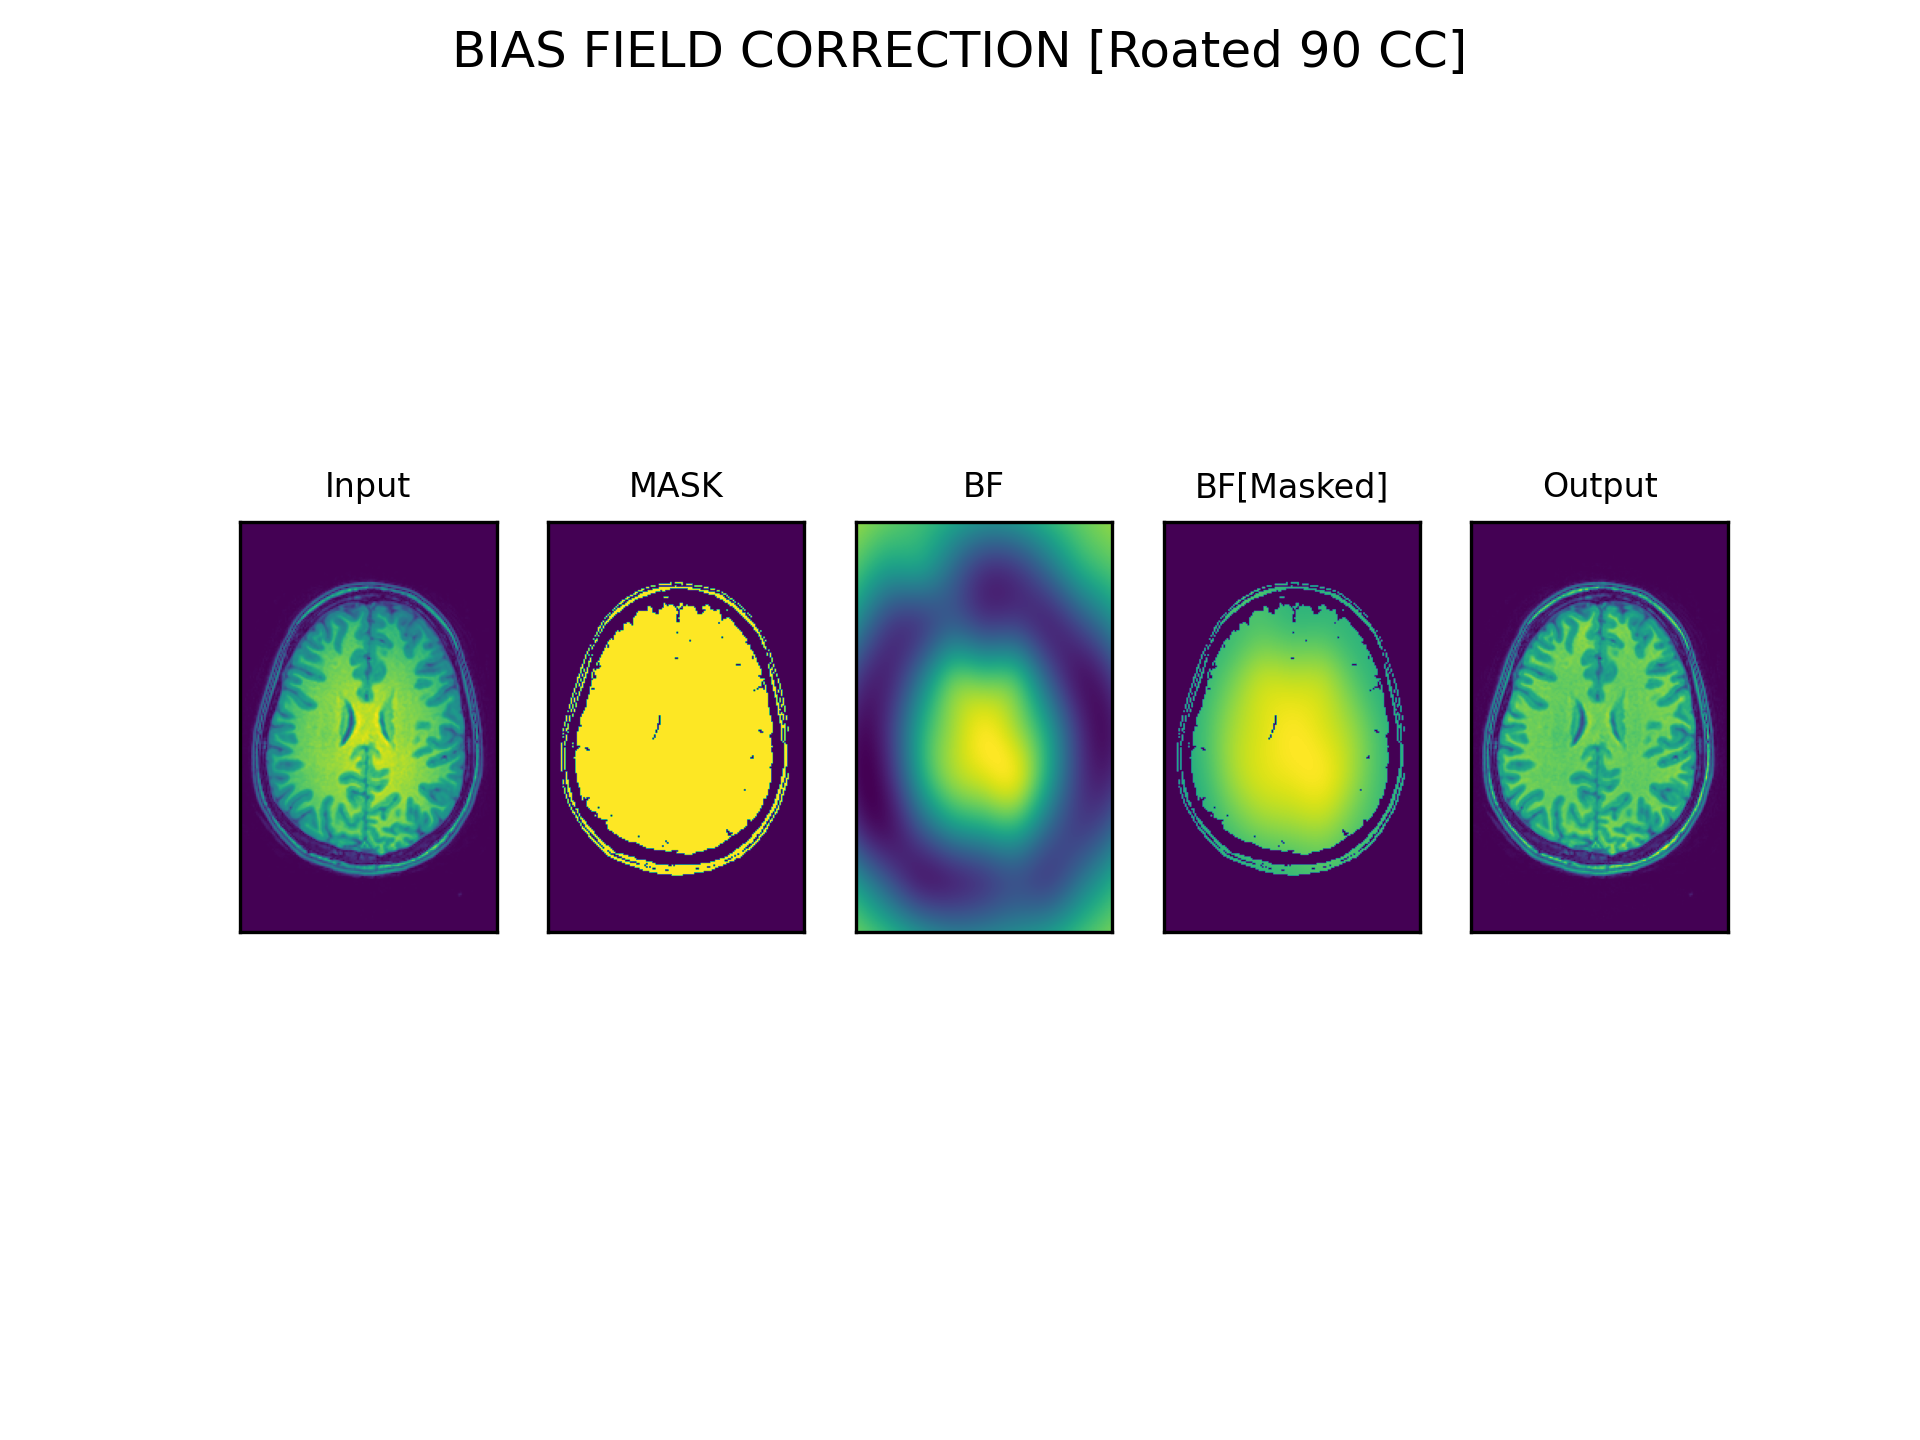 BIAS FIELD CORRECTION [Roated 90 CC]
Input
MASK
BF
BF[Masked]
Output